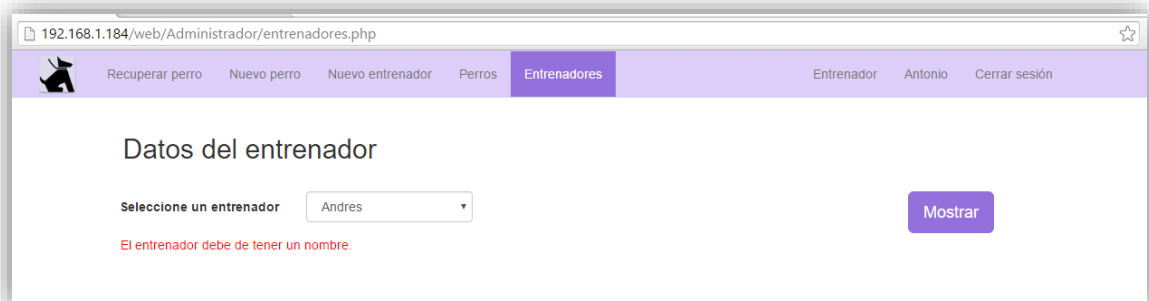 192.168.1.184/web/Administrador/entrenadores.php
Recuperar perro Nuevo perro Nuevo entrenador Perros Entrenadores Entrenador Antonio Cerrar sesión
Datos del entrenador
Seleccione un entrenador Andres Mostrar
El entrenador debe de tener un nombre.